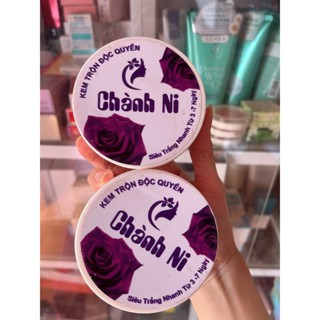 KEM TRỘN ĐỘC QUYỀN
Chành Ni
Siêu Trắng Nhanh Từ 3 -7 Ngày
KEM TRỘN ĐỘC QUYỀN
Chành Ni
Siêu Trắng Nhanh Từ 3 -7 Ngày